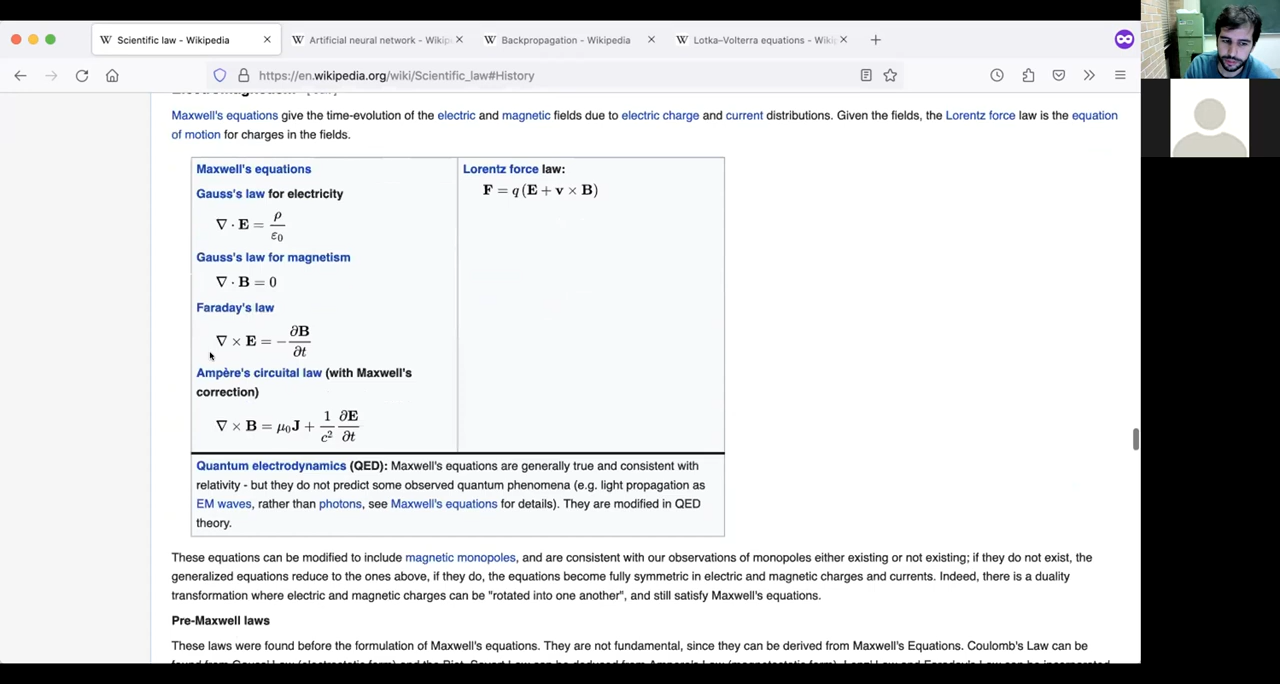 Scientific law - Wikipedia
Artificial neural network - Wikip
Backpropagation - Wikipedia
Lotka–Volterra equations - Wiki
https://en.wikipedia.org/wiki/Scientific_law#History
Maxwell's equations give the time-evolution of the electric and magnetic fields due to electric charge and current distributions. Given the fields, the Lorentz force law is the equation
of motion for charges in the fields.
Maxwell's equations
Gauss's law for electricity
∇ · E = ρ / ε0
Gauss's law for magnetism
∇ · B = 0
Faraday's law
∇ × E = −∂B/∂t
Ampère's circuital law (with Maxwell's
correction)
∇ × B = μ0J + 1/c² ∂E/∂t
Lorentz force law:
F = q (E + v × B)
Quantum electrodynamics (QED): Maxwell's equations are generally true and consistent with
relativity - but they do not predict some observed quantum phenomena (e.g. light propagation as
EM waves, rather than photons, see Maxwell's equations for details). They are modified in QED
theory.
These equations can be modified to include magnetic monopoles, and are consistent with our observations of monopoles either existing or not existing; if they do not exist, the
generalized equations reduce to the ones above, if they do, the equations become fully symmetric in electric and magnetic charges and currents. Indeed, there is a duality
transformation where electric and magnetic charges can be "rotated into one another", and still satisfy Maxwell's equations.
Pre-Maxwell laws
These laws were found before the formulation of Maxwell's equations. They are not fundamental, since they can be derived from Maxwell's Equations. Coulomb's Law can be